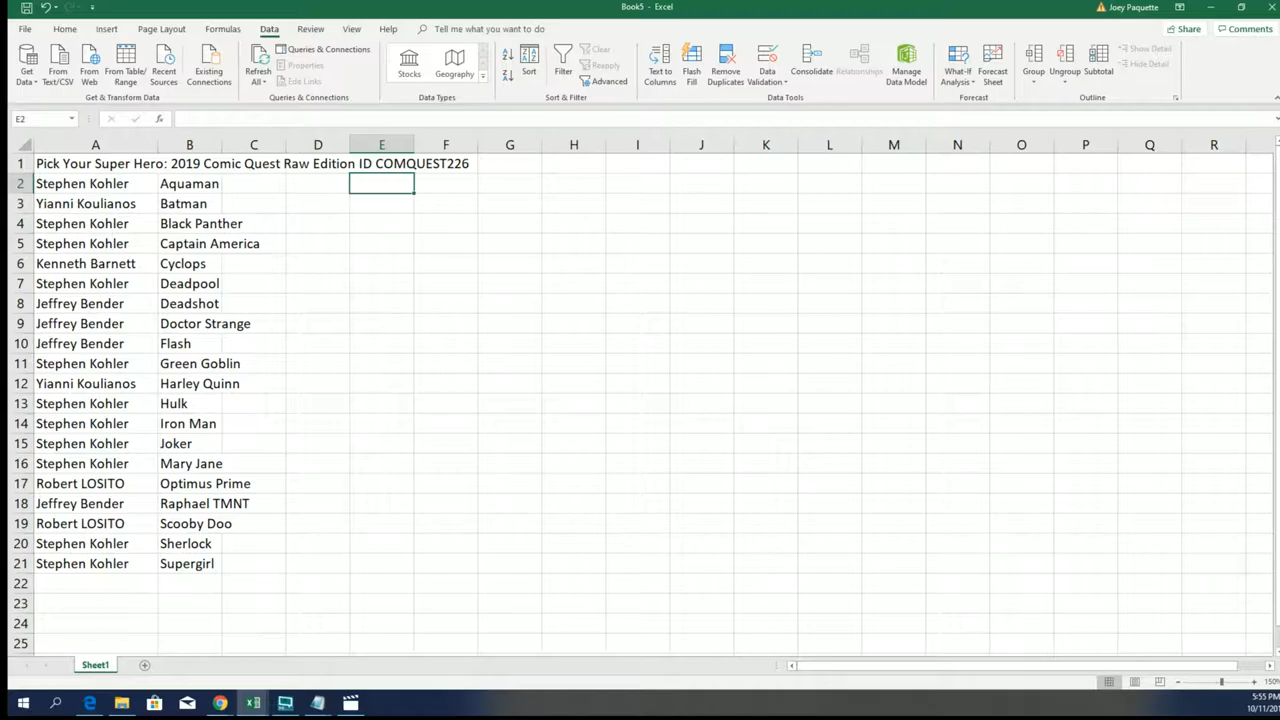 Book5 - Excel
Joey Paquette
File Home Insert Page Layout Formulas Data Review View Help Tell me what you want to do Share Comments
Get Data From Text/CSV From Web From Table/ Range Recent Sources Existing Connections
Get & Transform Data
Refresh All Queries & Connections Properties Edit Links
Queries & Connections
Stocks Geography
Data Types
Sort Filter Clear Reapply Advanced
Sort & Filter
Text to Columns Flash Fill Remove Duplicates Data Validation Consolidate Relationships Manage Data Model
Data Tools
What-If Analysis Forecast Sheet
Forecast
Group Ungroup Subtotal Show Detail Hide Detail
Outline
E2 fx
A B C D E F G H I J K L M N O P Q R
1 Pick Your Super Hero: 2019 Comic Quest Raw Edition ID COMQUEST226
2 Stephen Kohler Aquaman
3 Yianni Koulianos Batman
4 Stephen Kohler Black Panther
5 Stephen Kohler Captain America
6 Kenneth Barnett Cyclops
7 Stephen Kohler Deadpool
8 Jeffrey Bender Deadshot
9 Jeffrey Bender Doctor Strange
10 Jeffrey Bender Flash
11 Stephen Kohler Green Goblin
12 Yianni Koulianos Harley Quinn
13 Stephen Kohler Hulk
14 Stephen Kohler Iron Man
15 Stephen Kohler Joker
16 Stephen Kohler Mary Jane
17 Robert LOSITO Optimus Prime
18 Jeffrey Bender Raphael TMNT
19 Robert LOSITO Scooby Doo
20 Stephen Kohler Sherlock
21 Stephen Kohler Supergirl
22
23
24
25
Sheet1
150%
5:55 PM